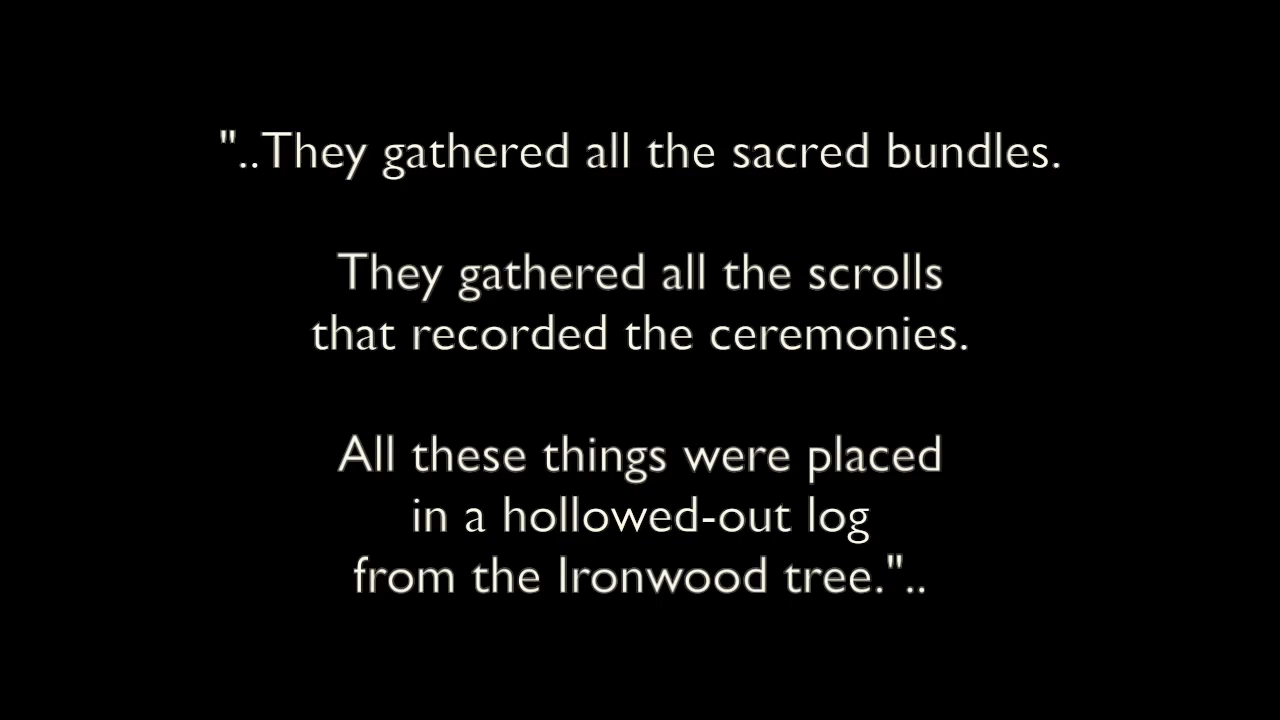 "..They gathered all the sacred bundles.
They gathered all the scrolls
that recorded the ceremonies.
All these things were placed
in a hollowed-out log
from the Ironwood tree."..